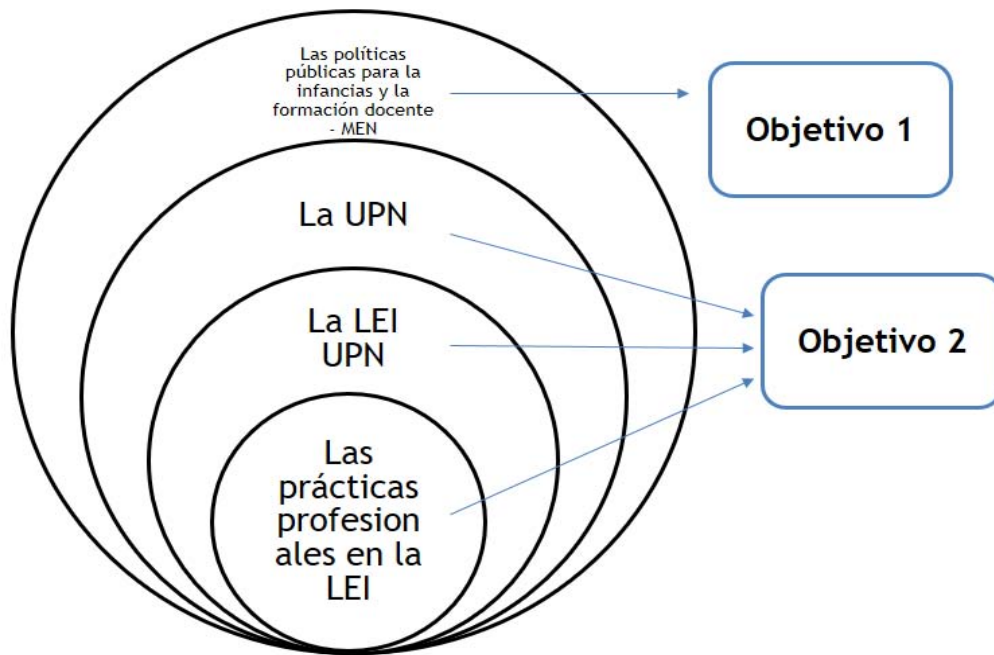 Las políticas
públicas para la
infancias y la
formación docente
- MEN
Objetivo 1
La UPN
La LEI
UPN
Objetivo 2
Las
prácticas
profesion
ales en la
LEI